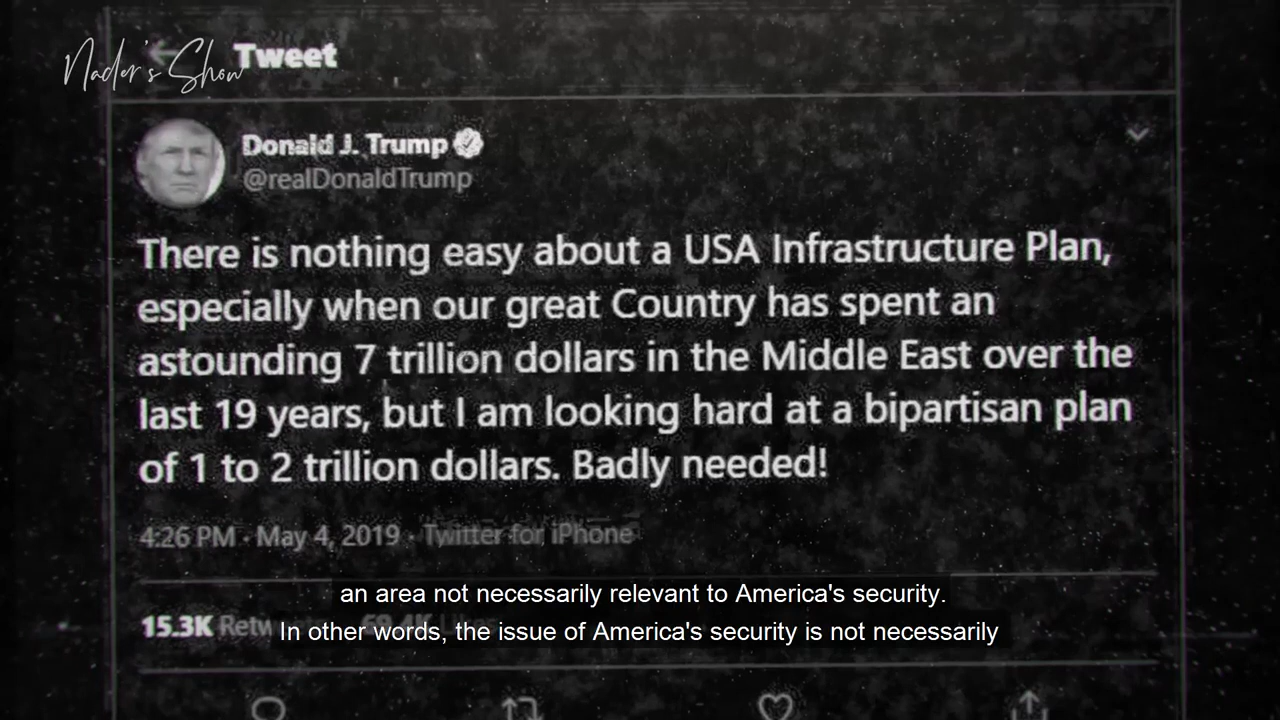 Nader's Show
Tweet
Donald J. Trump
@realDonaldTrump
There is nothing easy about a USA Infrastructure Plan,
especially when our great Country has spent an
astounding 7 trillion dollars in the Middle East over the
last 19 years, but I am looking hard at a bipartisan plan
of 1 to 2 trillion dollars. Badly needed!
4:26 PM · May 4, 2019 · Twitter for iPhone
15.3K
an area not necessarily relevant to America's security.
In other words, the issue of America's security is not necessarily